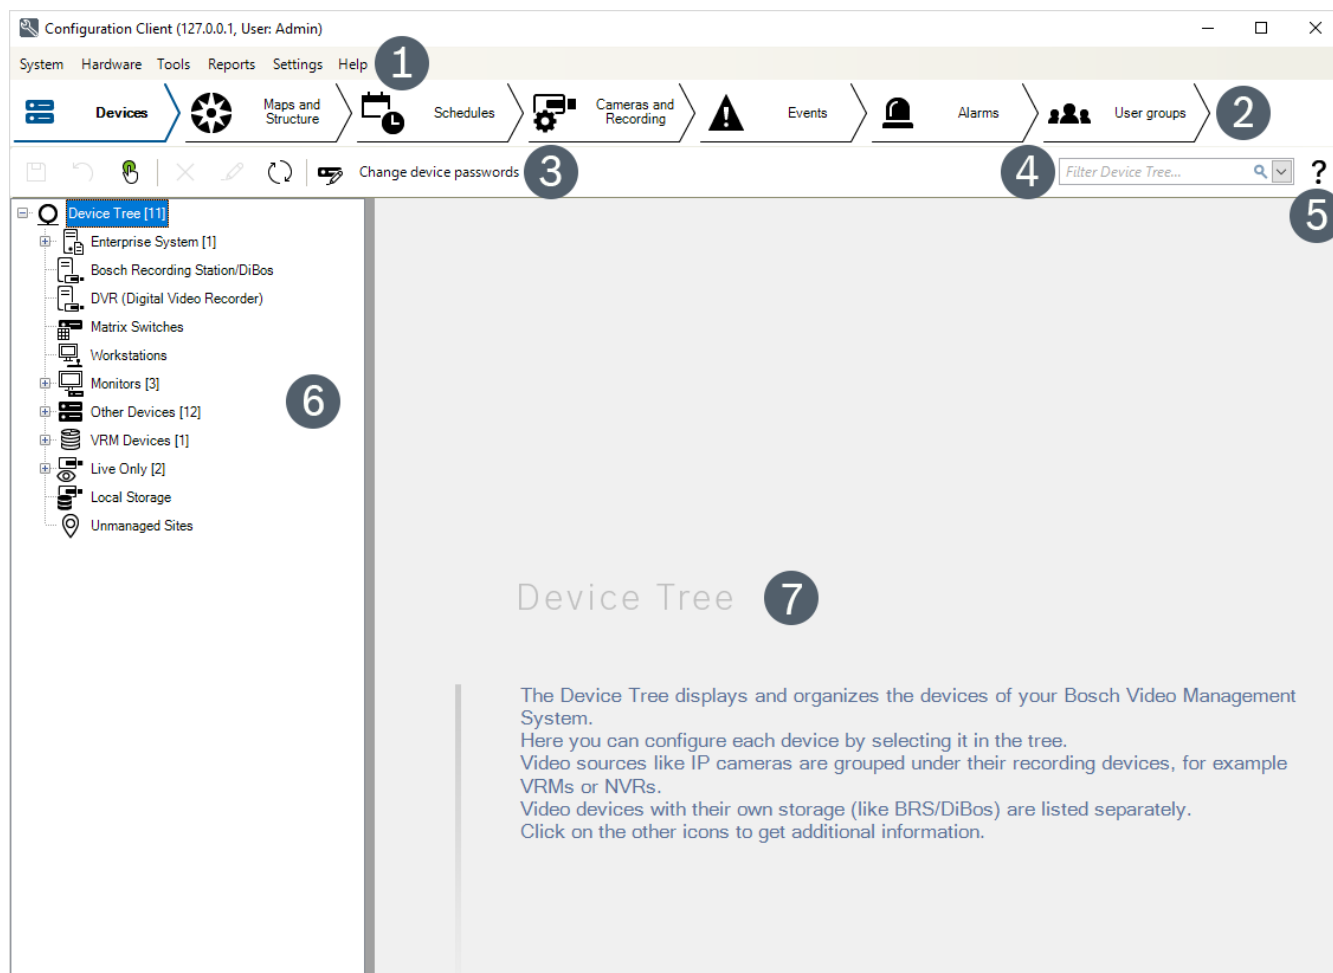 Configuration Client (127.0.0.1, User: Admin)
System Hardware Tools Reports Settings Help 1
Devices
Maps and
Structure
Schedules
Cameras and
Recording
Events
Alarms
User groups
2
Change device passwords 3
4 Filter Device Tree... ?
5
Device Tree [11]
Enterprise System [1]
Bosch Recording Station/DiBos
DVR (Digital Video Recorder)
Matrix Switches
Workstations
Monitors [3]
6
Other Devices [12]
VRM Devices [1]
Live Only [2]
Local Storage
Unmanaged Sites
Device Tree 7
The Device Tree displays and organizes the devices of your Bosch Video Management
System.
Here you can configure each device by selecting it in the tree.
Video sources like IP cameras are grouped under their recording devices, for example
VRMs or NVRs.
Video devices with their own storage (like BRS/DiBos) are listed separately.
Click on the other icons to get additional information.